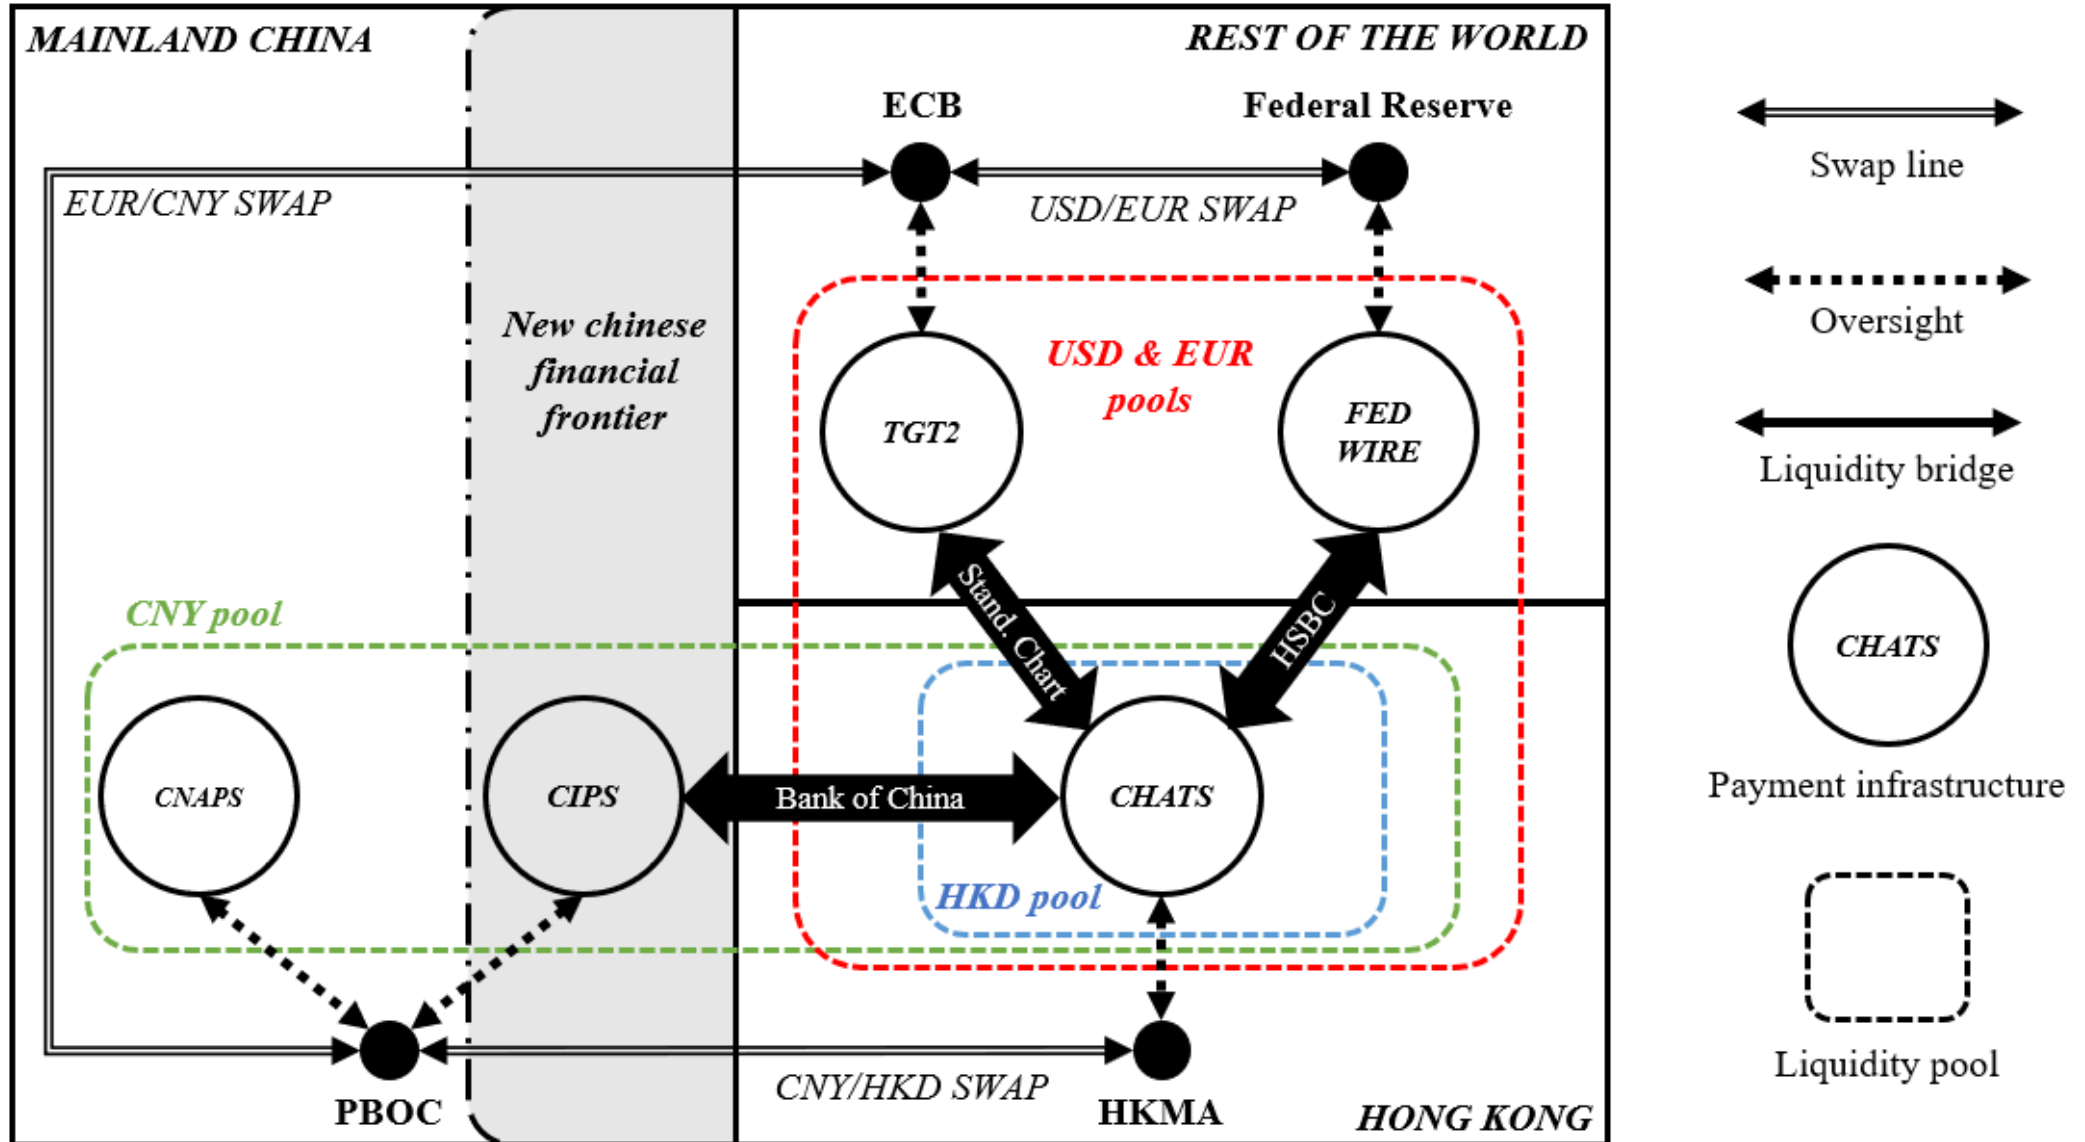 MAINLAND CHINA
REST OF THE WORLD
ECB
Federal Reserve
EUR/CNY SWAP
USD/EUR SWAP
New chinese
financial
frontier
USD & EUR
pools
TGT2
FED
WIRE
Stand. Chart
HSBC
CNY pool
CNAPS
CIPS
Bank of China
CHATS
HKD pool
PBOC
CNY/HKD SWAP
HKMA
HONG KONG
Swap line
Oversight
Liquidity bridge
CHATS
Payment infrastructure
Liquidity pool